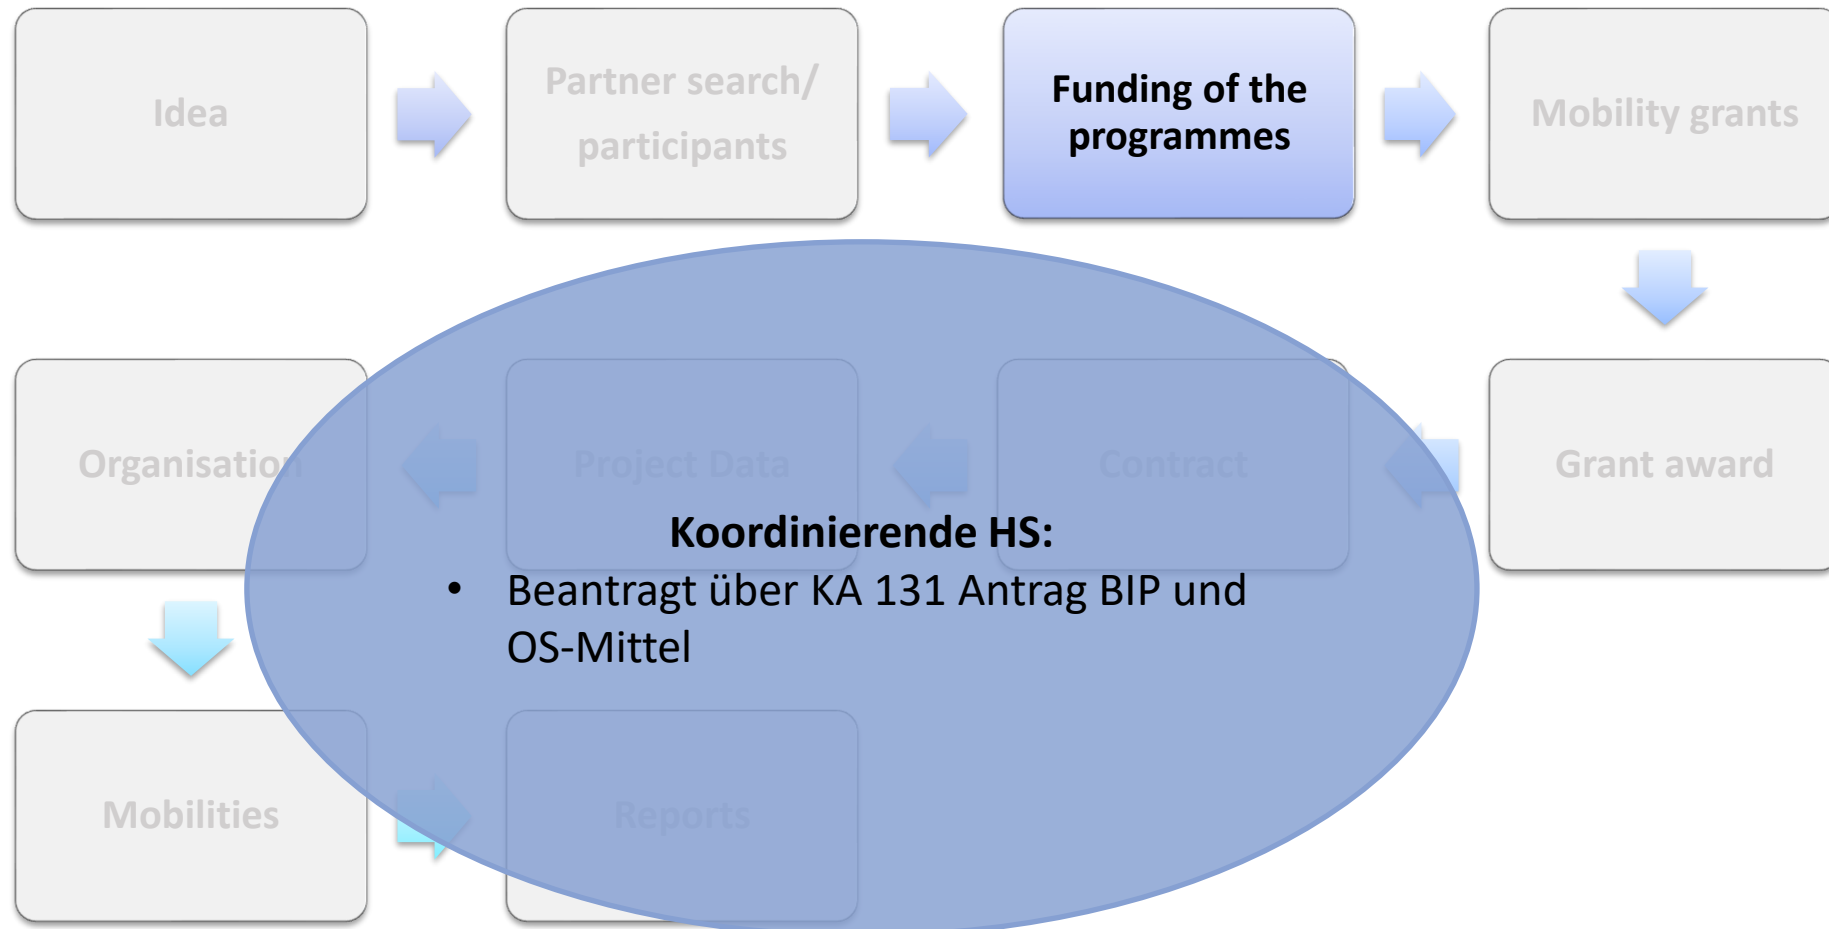 Idea
Partner search/
participants
Funding of the
programmes
Mobility grants
Organisation
Project Data
Contract
Grant award
Koordinierende HS:
• Beantragt über KA 131 Antrag BIP und
OS-Mittel
Mobilities
Reports